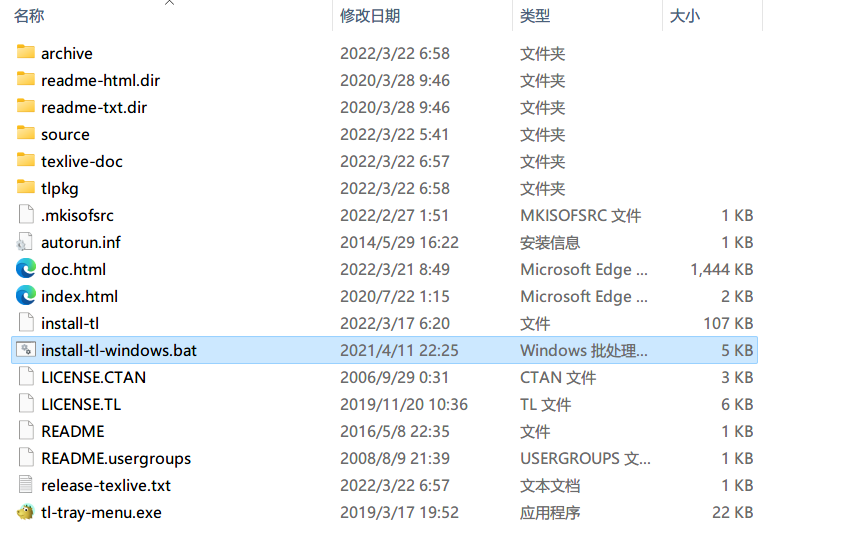 名称 修改日期 类型 大小
archive 2022/3/22 6:58 文件夹
readme-html.dir 2020/3/28 9:46 文件夹
readme-txt.dir 2020/3/28 9:46 文件夹
source 2022/3/22 5:41 文件夹
texlive-doc 2022/3/22 6:57 文件夹
tlpkg 2022/3/22 6:58 文件夹
.mkisofsrc 2022/2/27 1:51 MKISOFSRC 文件 1 KB
autorun.inf 2014/5/29 16:22 安装信息 1 KB
doc.html 2022/3/21 8:49 Microsoft Edge ... 1,444 KB
index.html 2020/7/22 1:15 Microsoft Edge ... 2 KB
install-tl 2022/3/17 6:20 文件 107 KB
install-tl-windows.bat 2021/4/11 22:25 Windows 批处理... 5 KB
LICENSE.CTAN 2006/9/29 0:31 CTAN 文件 3 KB
LICENSE.TL 2019/11/20 10:36 TL 文件 6 KB
README 2016/5/8 22:35 文件 1 KB
README.usergroups 2008/8/9 21:39 USERGROUPS 文... 1 KB
release-texlive.txt 2022/3/22 6:57 文本文档 1 KB
tl-tray-menu.exe 2019/3/17 19:52 应用程序 22 KB